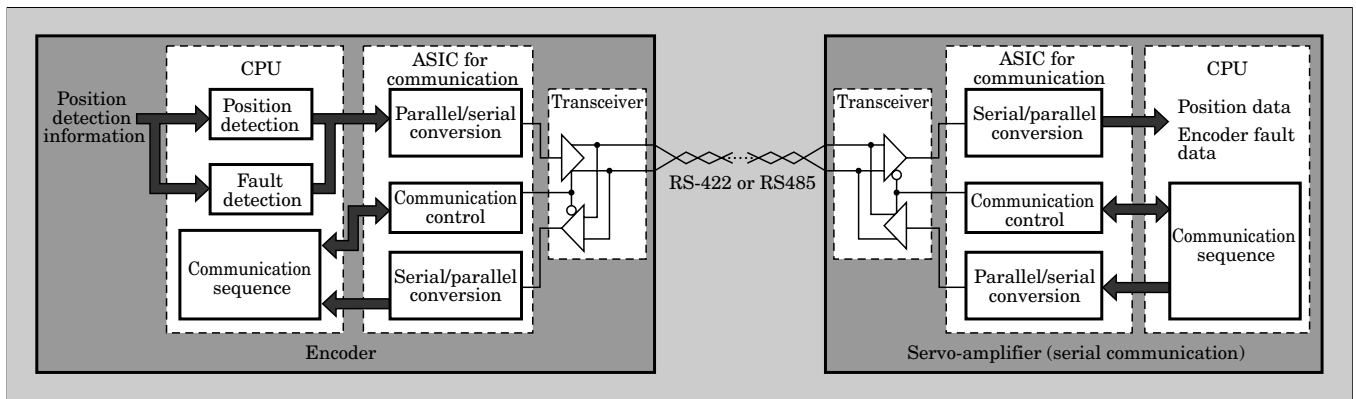 Position
detection
information
CPU
Position
detection
Fault
detection
Communication
sequence
ASIC for
communication
Parallel/serial
conversion
Communication
control
Serial/parallel
conversion
Transceiver
Encoder
RS-422 or RS485
Transceiver
ASIC for
communication
Serial/parallel
conversion
Communication
control
Parallel/serial
conversion
CPU
Position data
Encoder fault
data
Communication
sequence
Servo-amplifier (serial communication)